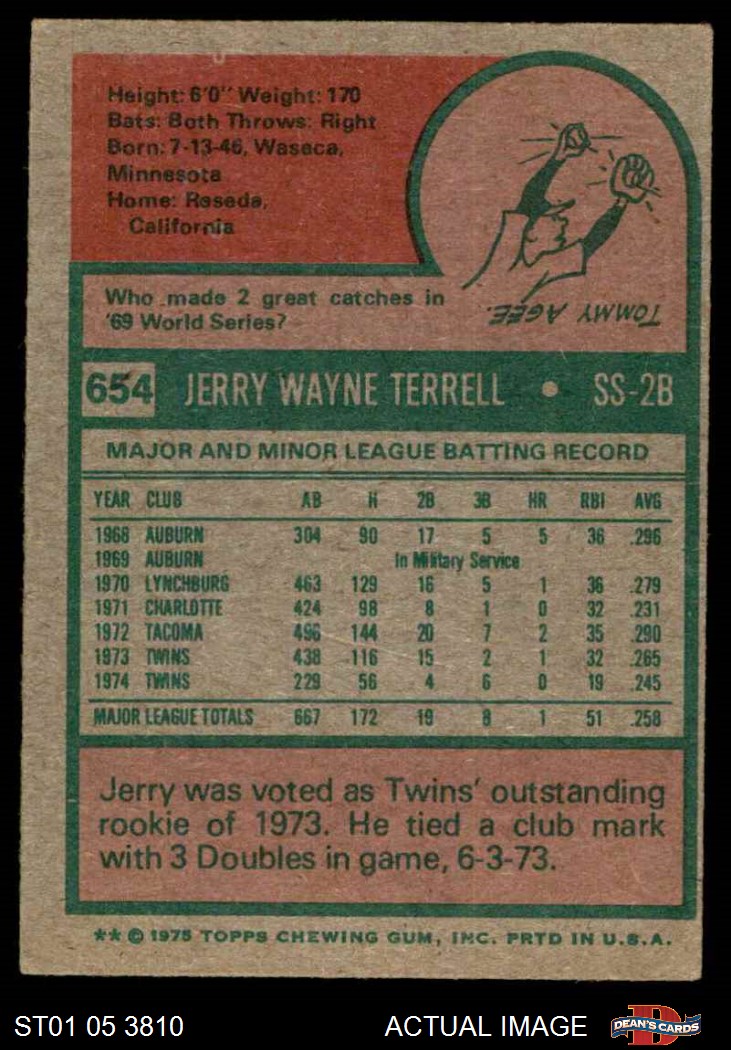 Height: 6'0" Weight: 170
Bats: Both Throws: Right
Born: 7-13-46, Waseca,
Minnesota
Home: Reseda,
California
Who made 2 great catches in
'69 World Series?
TOMMY AGEE.
654 JERRY WAYNE TERRELL • SS-2B
MAJOR AND MINOR LEAGUE BATTING RECORD
YEAR CLUB AB H 2B 3B HR RBI AVG
1968 AUBURN 304 90 17 5 5 36 .296
1969 AUBURN In Military Service
1970 LYNCHBURG 463 129 16 5 1 36 .279
1971 CHARLOTTE 424 98 8 1 0 32 .231
1972 TACOMA 496 144 20 7 2 35 .290
1973 TWINS 438 116 15 2 1 32 .265
1974 TWINS 229 56 4 6 0 19 .245
MAJOR LEAGUE TOTALS 667 172 19 8 1 51 .258
Jerry was voted as Twins' outstanding
rookie of 1973. He tied a club mark
with 3 Doubles in game, 6-3-73.
** © 1975 TOPPS CHEWING GUM, INC. PRTD IN U.S.A.
ST01 05 3810 ACTUAL IMAGE DEAN'S CARDS